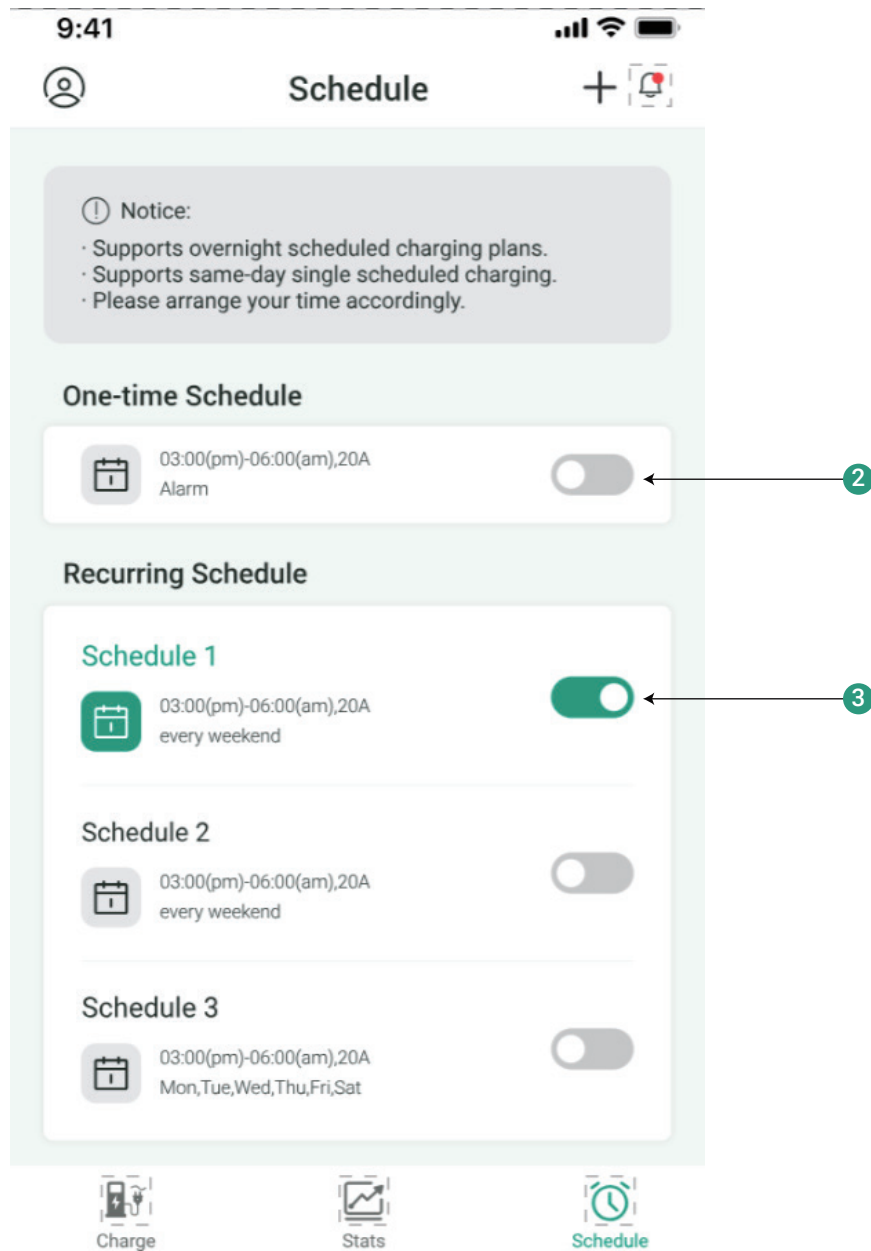 9:41
Schedule
Notice:
· Supports overnight scheduled charging plans.
· Supports same-day single scheduled charging.
· Please arrange your time accordingly.
One-time Schedule
03:00(pm)-06:00(am),20A
Alarm
2
Recurring Schedule
Schedule 1
03:00(pm)-06:00(am),20A
every weekend
3
Schedule 2
03:00(pm)-06:00(am),20A
every weekend
Schedule 3
03:00(pm)-06:00(am),20A
Mon,Tue,Wed,Thu,Fri,Sat
Charge
Stats
Schedule